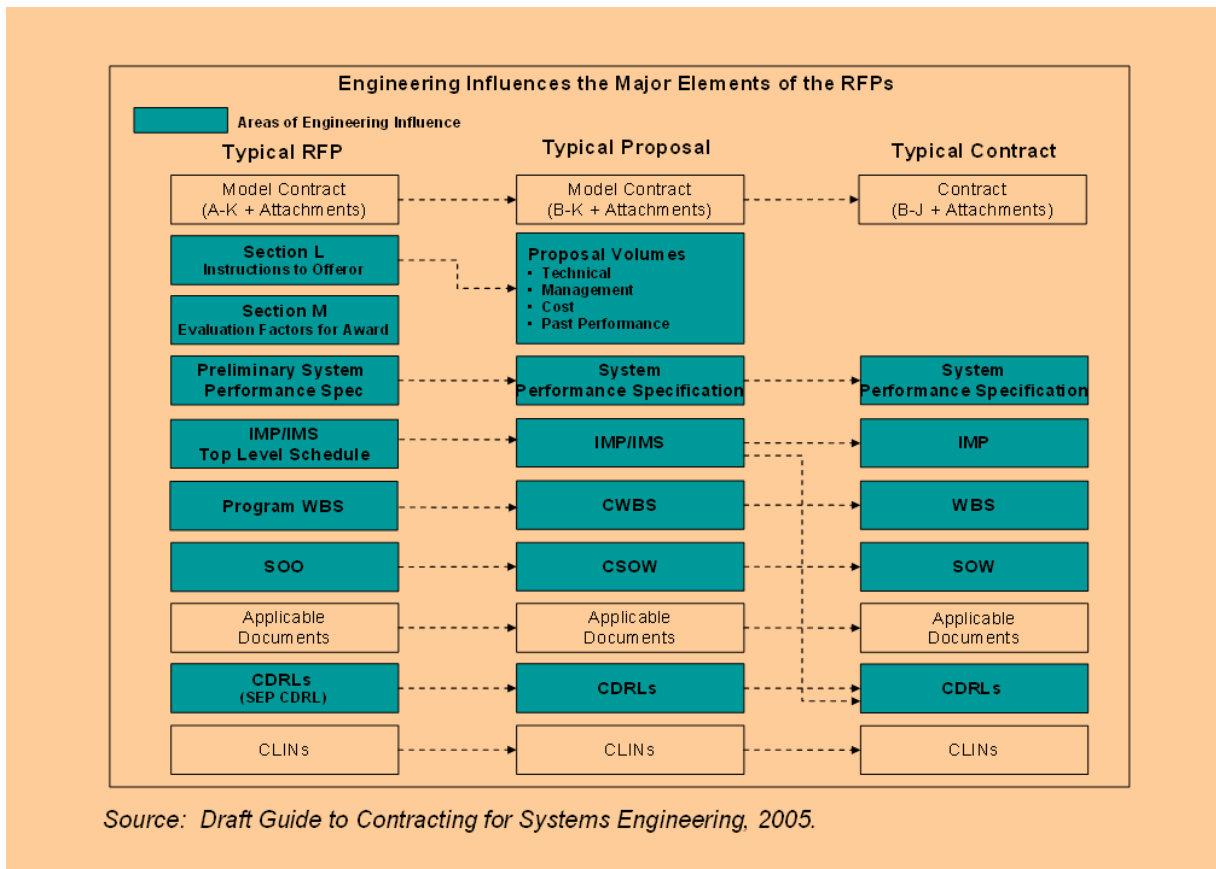 Engineering Influences the Major Elements of the RFPs
Areas of Engineering Influence
Typical RFP
Typical Proposal
Typical Contract
Model Contract
(A-K + Attachments)
Model Contract
(B-K + Attachments)
Contract
(B-J + Attachments)
Section L
Instructions to Offeror
Proposal Volumes
▪ Technical
▪ Management
▪ Cost
▪ Past Performance
Section M
Evaluation Factors for Award
Preliminary System
Performance Spec
System
Performance Specification
System
Performance Specification
IMP/IMS
Top Level Schedule
IMP/IMS
IMP
Program WBS
CWBS
WBS
SOO
CSOW
SOW
Applicable
Documents
Applicable
Documents
Applicable
Documents
CDRLs
(SEP CDRL)
CDRLs
CDRLs
CLINs
CLINs
CLINs
Source: Draft Guide to Contracting for Systems Engineering, 2005.